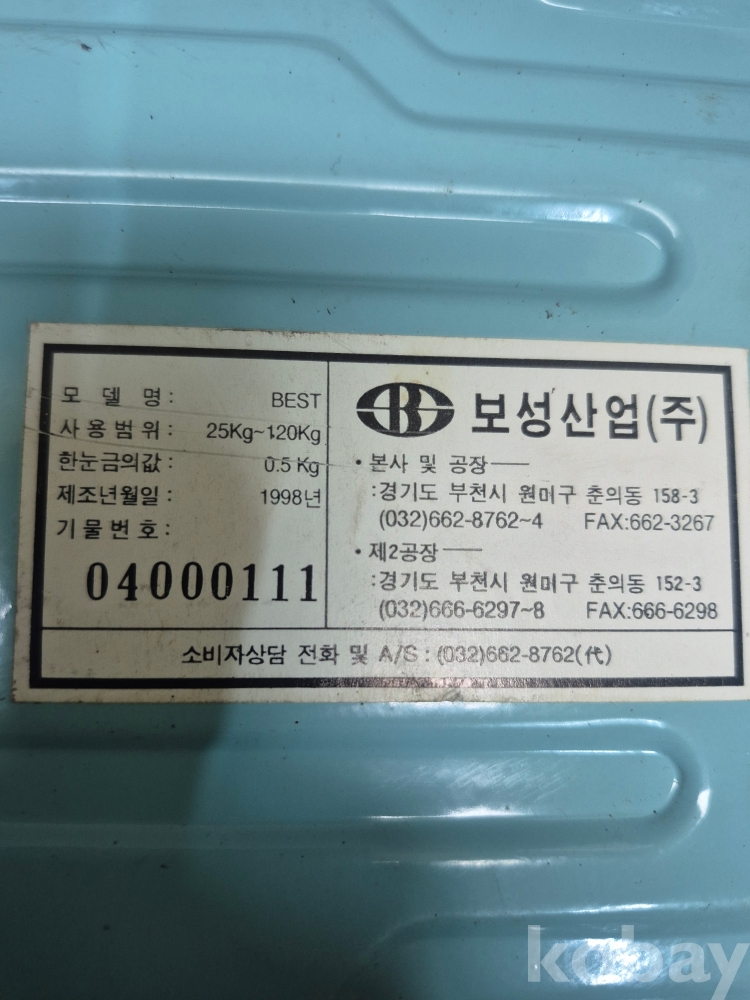 모델명: BEST
사용범위: 25Kg~120Kg
한눈금의값: 0.5 Kg
제조년월일: 1998년
기물번호:
04000111
보성산업(주)
• 본사 및 공장
:경기도 부천시 원미구 춘의동 158-3
(032)662-8762~4 FAX:662-3267
• 제2공장
:경기도 부천시 원미구 춘의동 152-3
(032)666-6297~8 FAX:666-6298
소비자상담 전화 및 A/S : (032)662-8762(代)
kobay